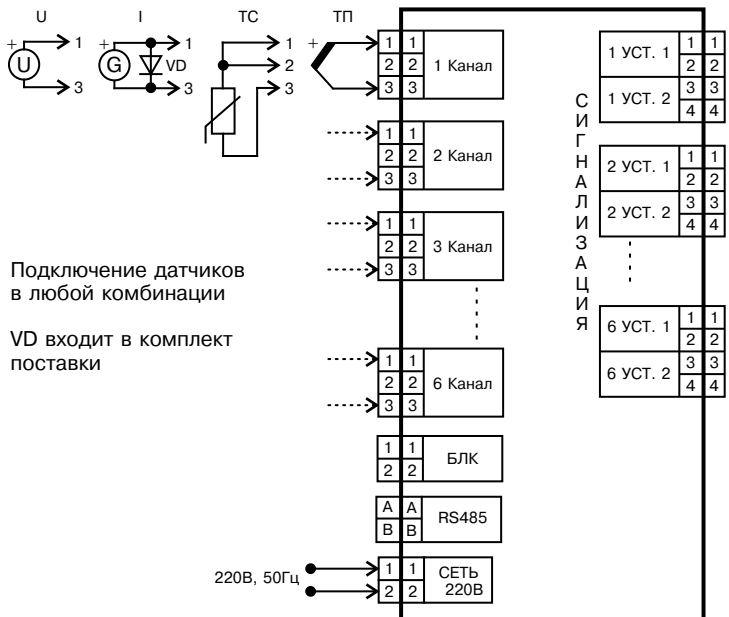 U I ТС ТП
+ 1 + 1 1 + 1 1 1 Канал
U G VD 2 2 2
3 3 3 3 3
1 1
2 2 2 Канал
3 3
1 1
2 2 3 Канал
3 3
1 1
2 2 6 Канал
3 3
1 1 БЛК
2 2
A A RS485
B B
220В, 50Гц
1 1 СЕТЬ
2 2 220В
Подключение датчиков
в любой комбинации
VD входит в комплект
поставки
СИГНАЛИЗАЦИЯ
1 УСТ. 1 1 1
2 2
1 УСТ. 2 3 3
4 4
2 УСТ. 1 1 1
2 2
2 УСТ. 2 3 3
4 4
6 УСТ. 1 1 1
2 2
6 УСТ. 2 3 3
4 4